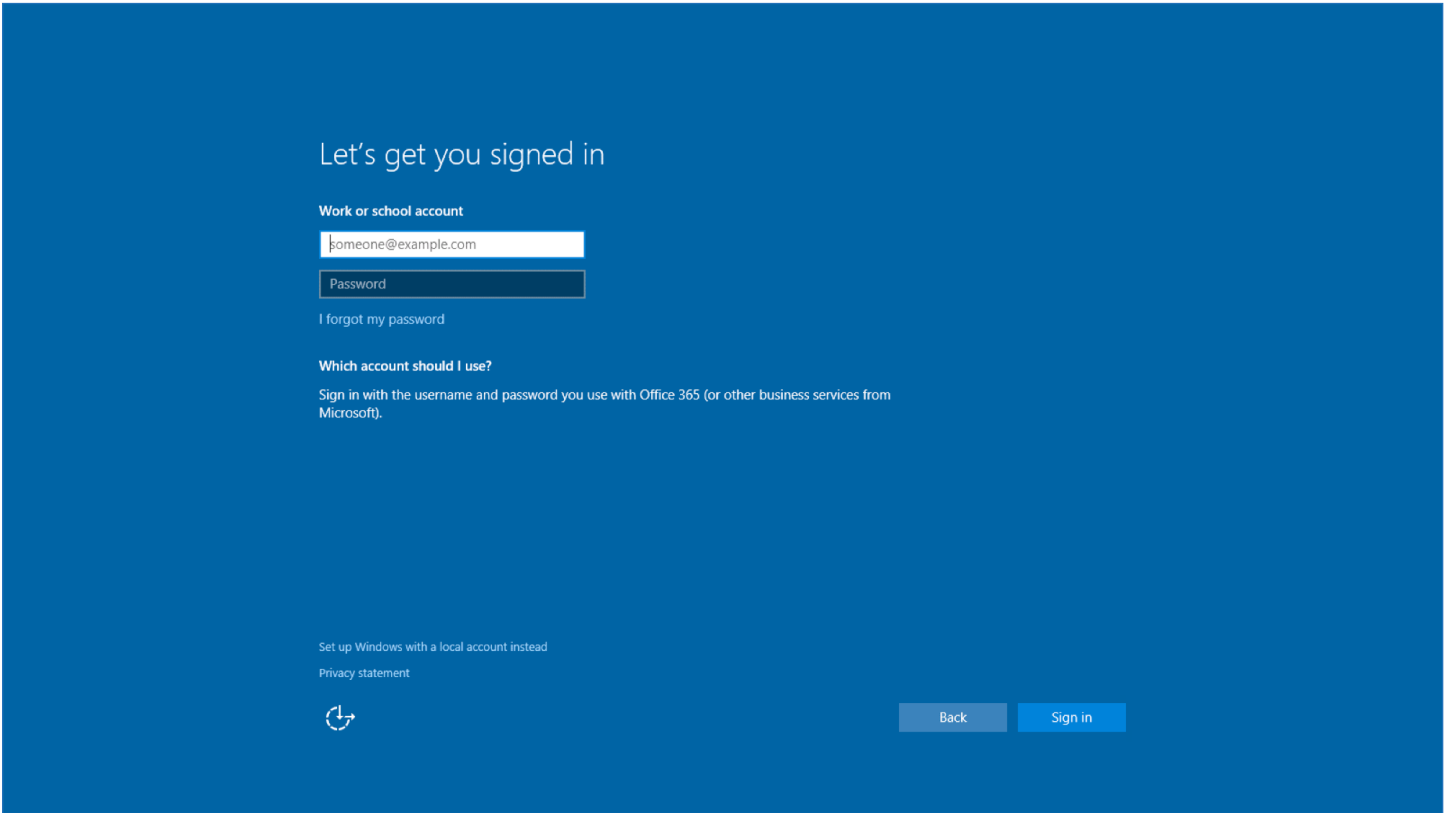 Let's get you signed in
Work or school account
someone@example.com
Password
I forgot my password
Which account should I use?
Sign in with the username and password you use with Office 365 (or other business services from
Microsoft).
Set up Windows with a local account instead
Privacy statement
Back
Sign in